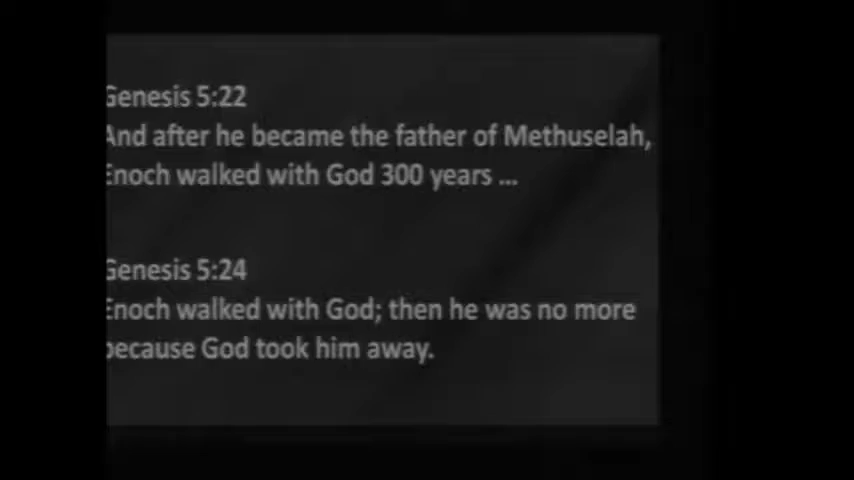 Genesis 5:22
And after he became the father of Methuselah,
Enoch walked with God 300 years ...
Genesis 5:24
Enoch walked with God; then he was no more
because God took him away.